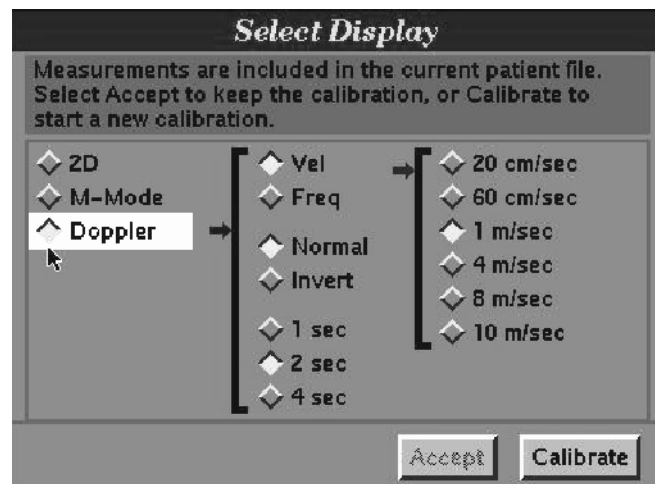 Select Display
Measurements are included in the current patient file.
Select Accept to keep the calibration, or Calibrate to
start a new calibration.
2D
M-Mode
Doppler
Vel
Freq
Normal
Invert
1 sec
2 sec
4 sec
20 cm/sec
60 cm/sec
1 m/sec
4 m/sec
8 m/sec
10 m/sec
Accept
Calibrate